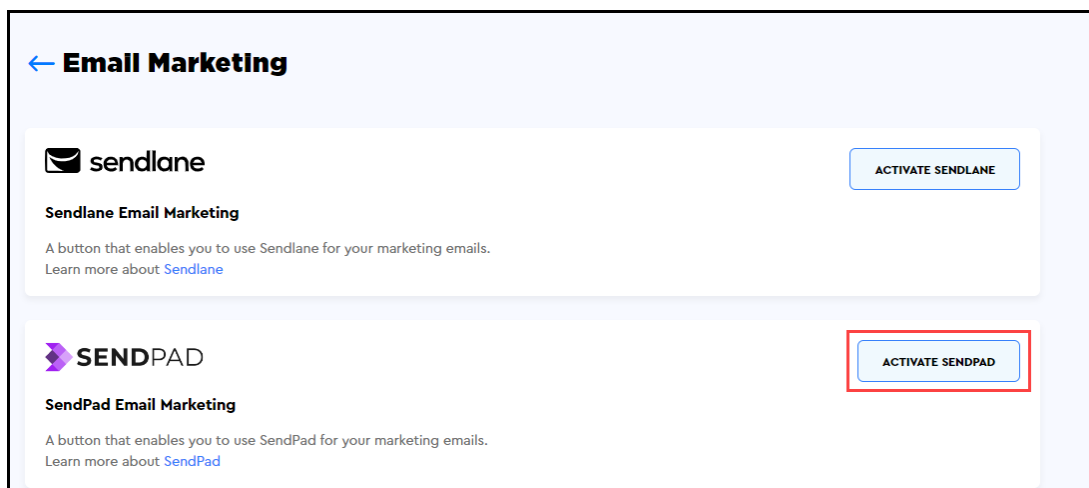 Email Marketing
sendlane
ACTIVATE SENDLANE
Sendlane Email Marketing
A button that enables you to use Sendlane for your marketing emails.
Learn more about Sendlane
SENDPAD
ACTIVATE SENDPAD
SendPad Email Marketing
A button that enables you to use SendPad for your marketing emails.
Learn more about SendPad